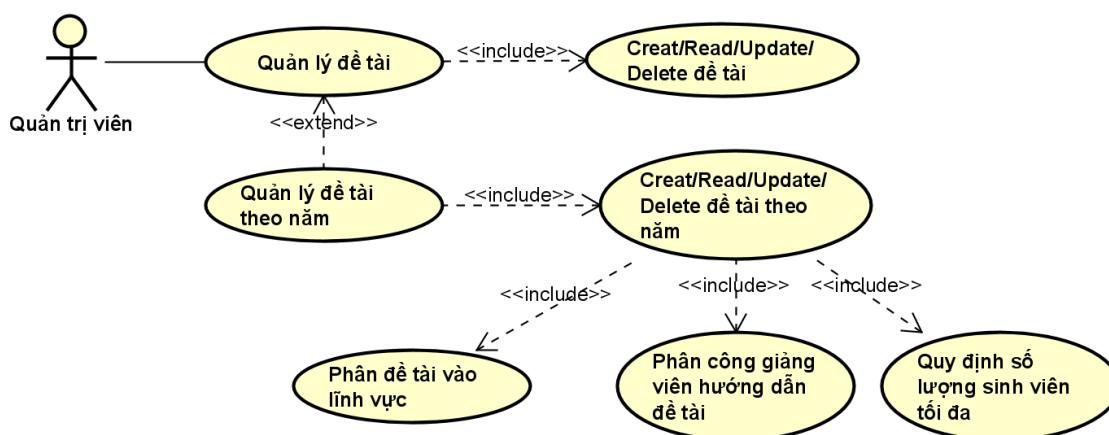 Quản lý đề tài
<<include>>
Creat/Read/Update/
Delete đề tài
Quản trị viên
<<extend>>
Quản lý đề tài
theo năm
<<include>>
Creat/Read/Update/
Delete đề tài theo
năm
<<include>>
<<include>>
<<include>>
Phân đề tài vào
lĩnh vực
Phân công giảng
viên hướng dẫn
đề tài
Quy định số
lượng sinh viên
tối đa